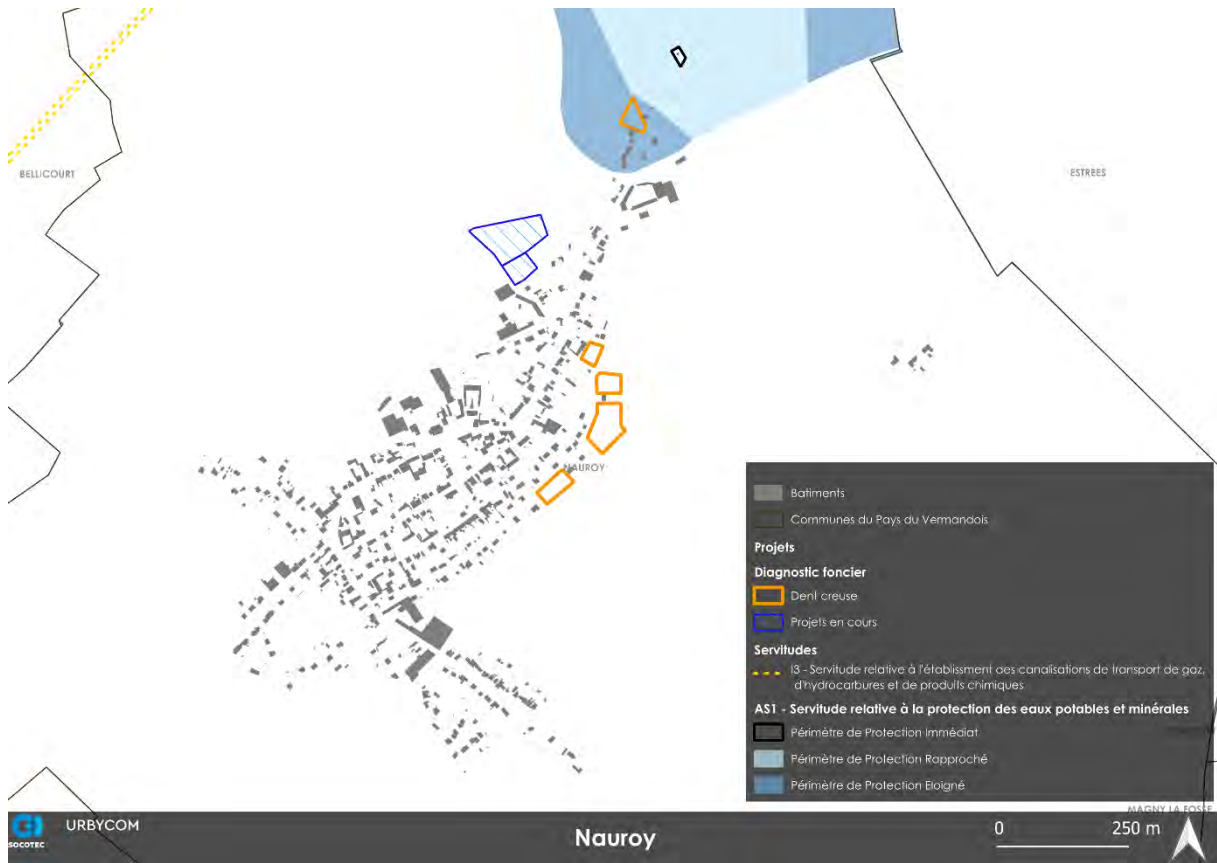 BELLICOURT
ESTREES
NAUROY
Batiments
Communes du Pays du Vermandois
Projets
Diagnostic foncier
Dent creuse
Projets en cours
Servitudes
I3 - Servitude relative à l'établissment des canalisations de transport de gaz,
d'hydrocarbures et de produits chimiques
AS1 - Servitude relative à la protection des eaux potables et minérales
Périmètre de Protection Immédiat
Périmètre de Protection Rapproché
Périmètre de Protection Eloigné
MAGNY LA FOSSE
SOCOTEC
URBYCOM
Nauroy
0 250 m